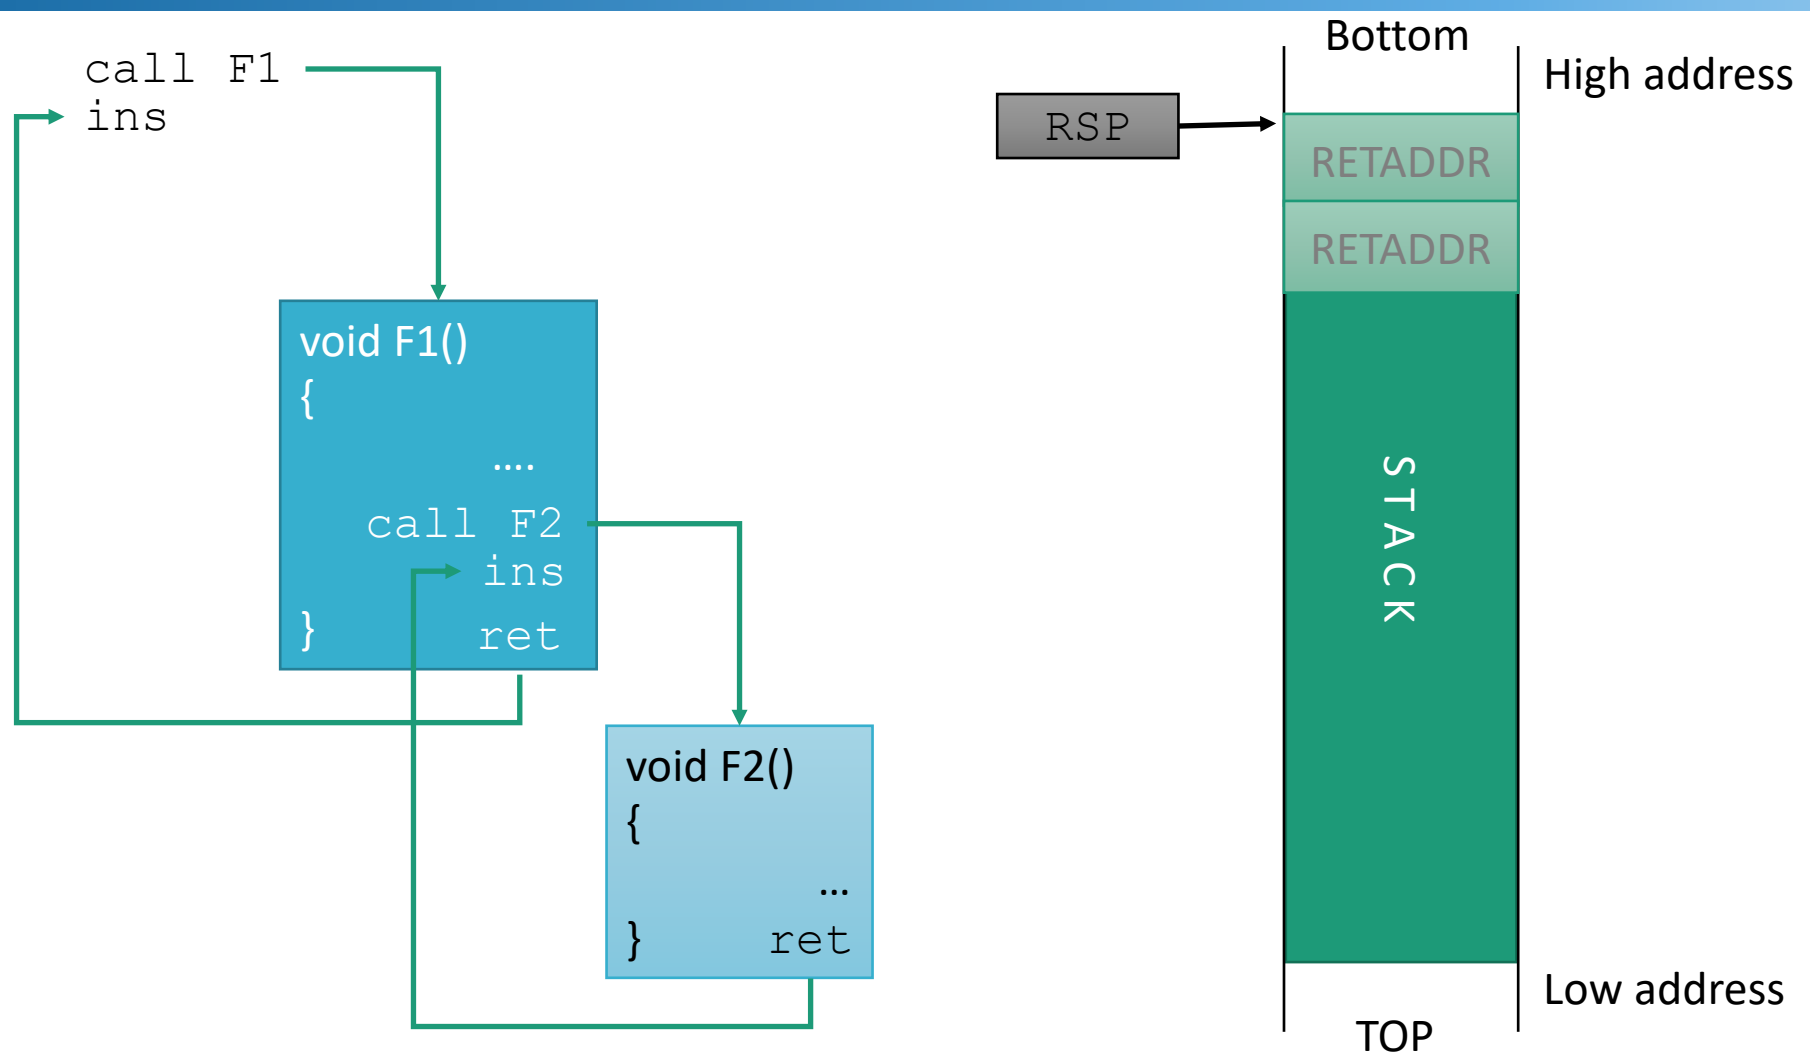 call F1
ins
void F1()
{
....
call F2
ins
} ret
void F2()
{
...
} ret
Bottom
High address
RSP
RETADDR
RETADDR
STACK
Low address
TOP